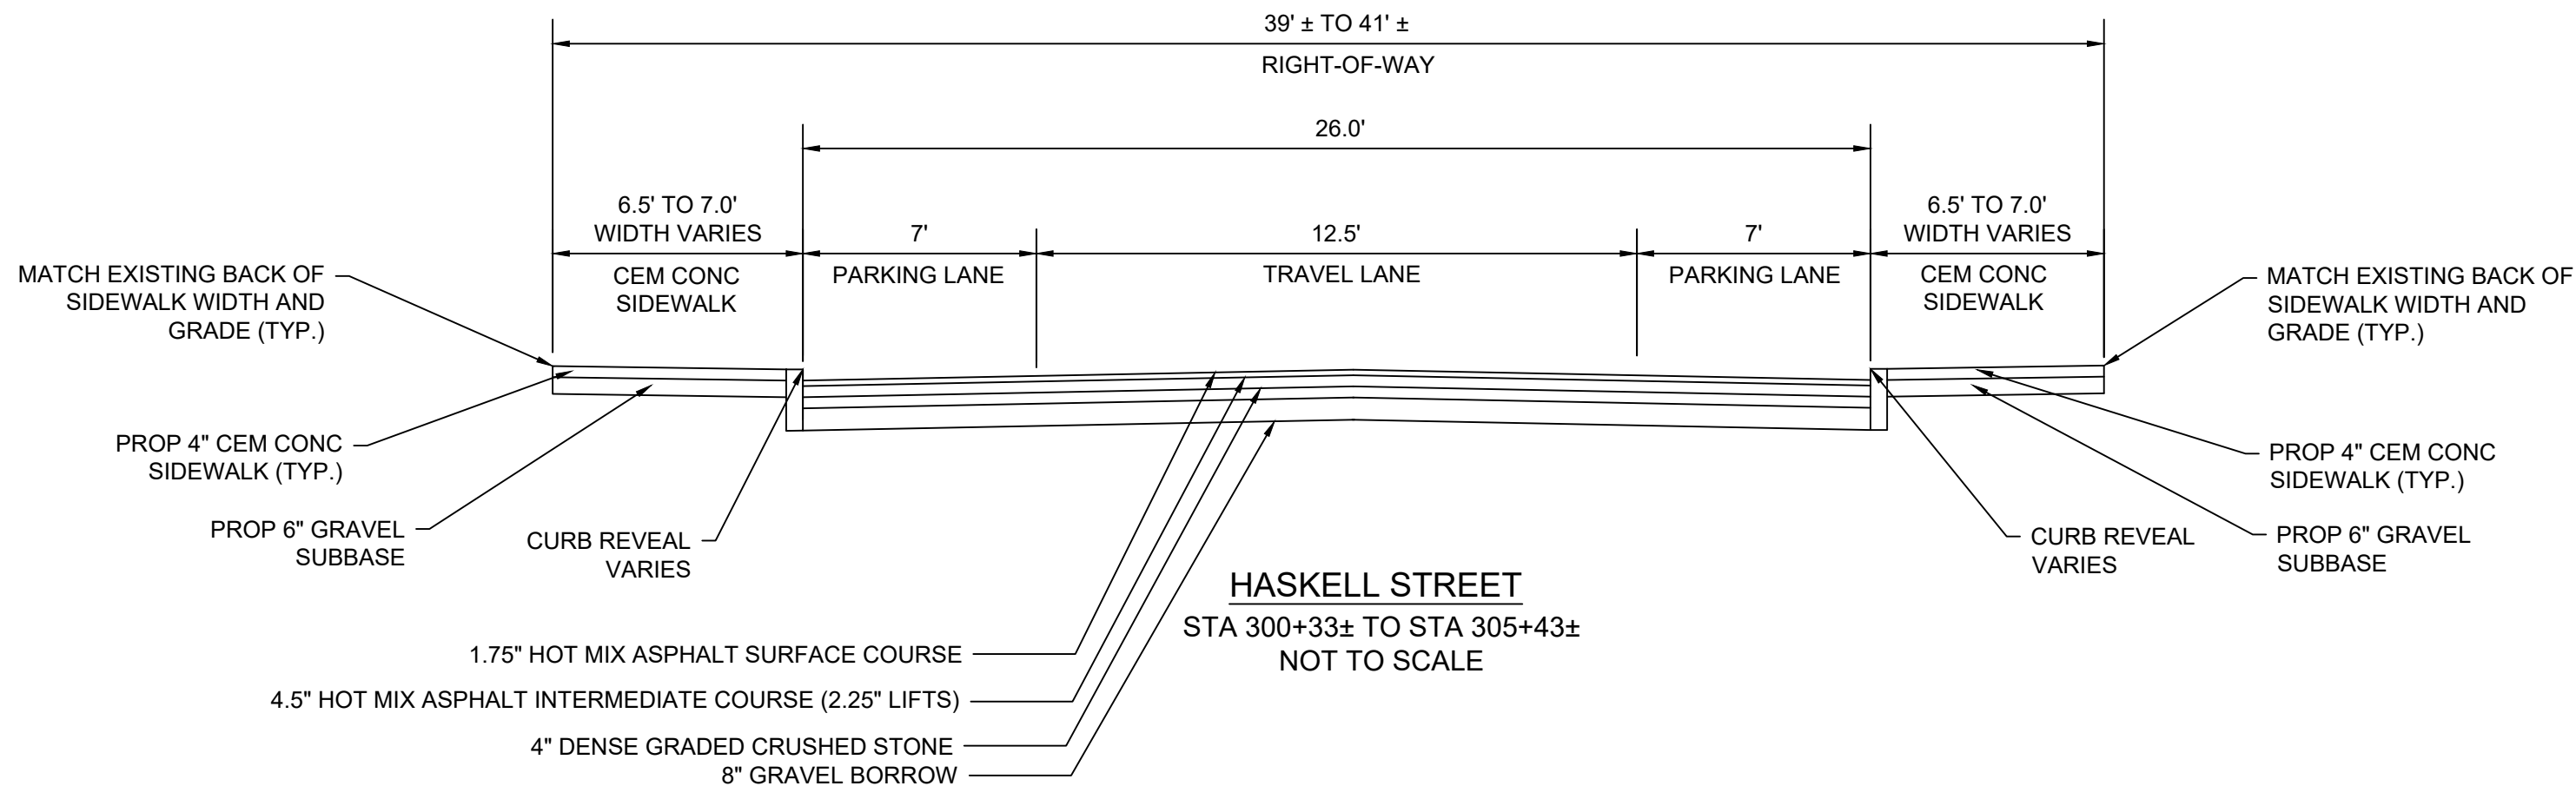 39' ± TO 41' ±
RIGHT-OF-WAY
26.0'
6.5' TO 7.0'
WIDTH VARIES
CEM CONC
SIDEWALK
7'
PARKING LANE
12.5'
TRAVEL LANE
7'
PARKING LANE
6.5' TO 7.0'
WIDTH VARIES
CEM CONC
SIDEWALK
MATCH EXISTING BACK OF
SIDEWALK WIDTH AND
GRADE (TYP.)
MATCH EXISTING BACK OF
SIDEWALK WIDTH AND
GRADE (TYP.)
PROP 4" CEM CONC
SIDEWALK (TYP.)
PROP 6" GRAVEL
SUBBASE
CURB REVEAL
VARIES
PROP 4" CEM CONC
SIDEWALK (TYP.)
CURB REVEAL
VARIES
PROP 6" GRAVEL
SUBBASE
HASKELL STREET
STA 300+33± TO STA 305+43±
NOT TO SCALE
1.75" HOT MIX ASPHALT SURFACE COURSE
4.5" HOT MIX ASPHALT INTERMEDIATE COURSE (2.25" LIFTS)
4" DENSE GRADED CRUSHED STONE
8" GRAVEL BORROW